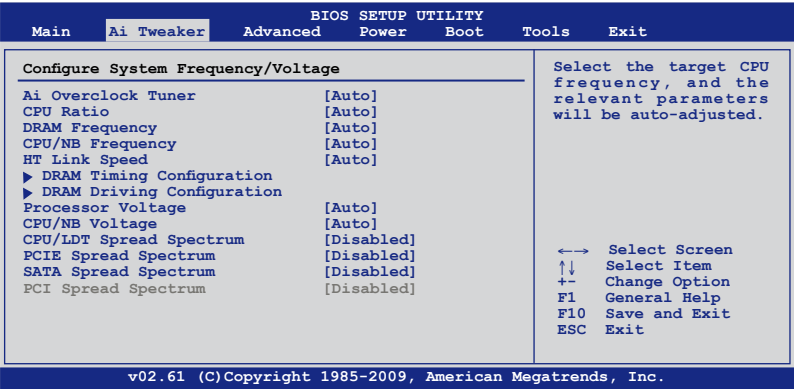 BIOS SETUP UTILITY
Main Ai Tweaker Advanced Power Boot Tools Exit
Configure System Frequency/Voltage
Ai Overclock Tuner [Auto]
CPU Ratio [Auto]
DRAM Frequency [Auto]
CPU/NB Frequency [Auto]
HT Link Speed [Auto]
▶ DRAM Timing Configuration
▶ DRAM Driving Configuration
Processor Voltage [Auto]
CPU/NB Voltage [Auto]
CPU/LDT Spread Spectrum [Disabled]
PCIE Spread Spectrum [Disabled]
SATA Spread Spectrum [Disabled]
PCI Spread Spectrum [Disabled]
Select the target CPU
frequency, and the
relevant parameters
will be auto-adjusted.
←→ Select Screen
↑↓ Select Item
+- Change Option
F1 General Help
F10 Save and Exit
ESC Exit
v02.61 (C)Copyright 1985-2009, American Megatrends, Inc.